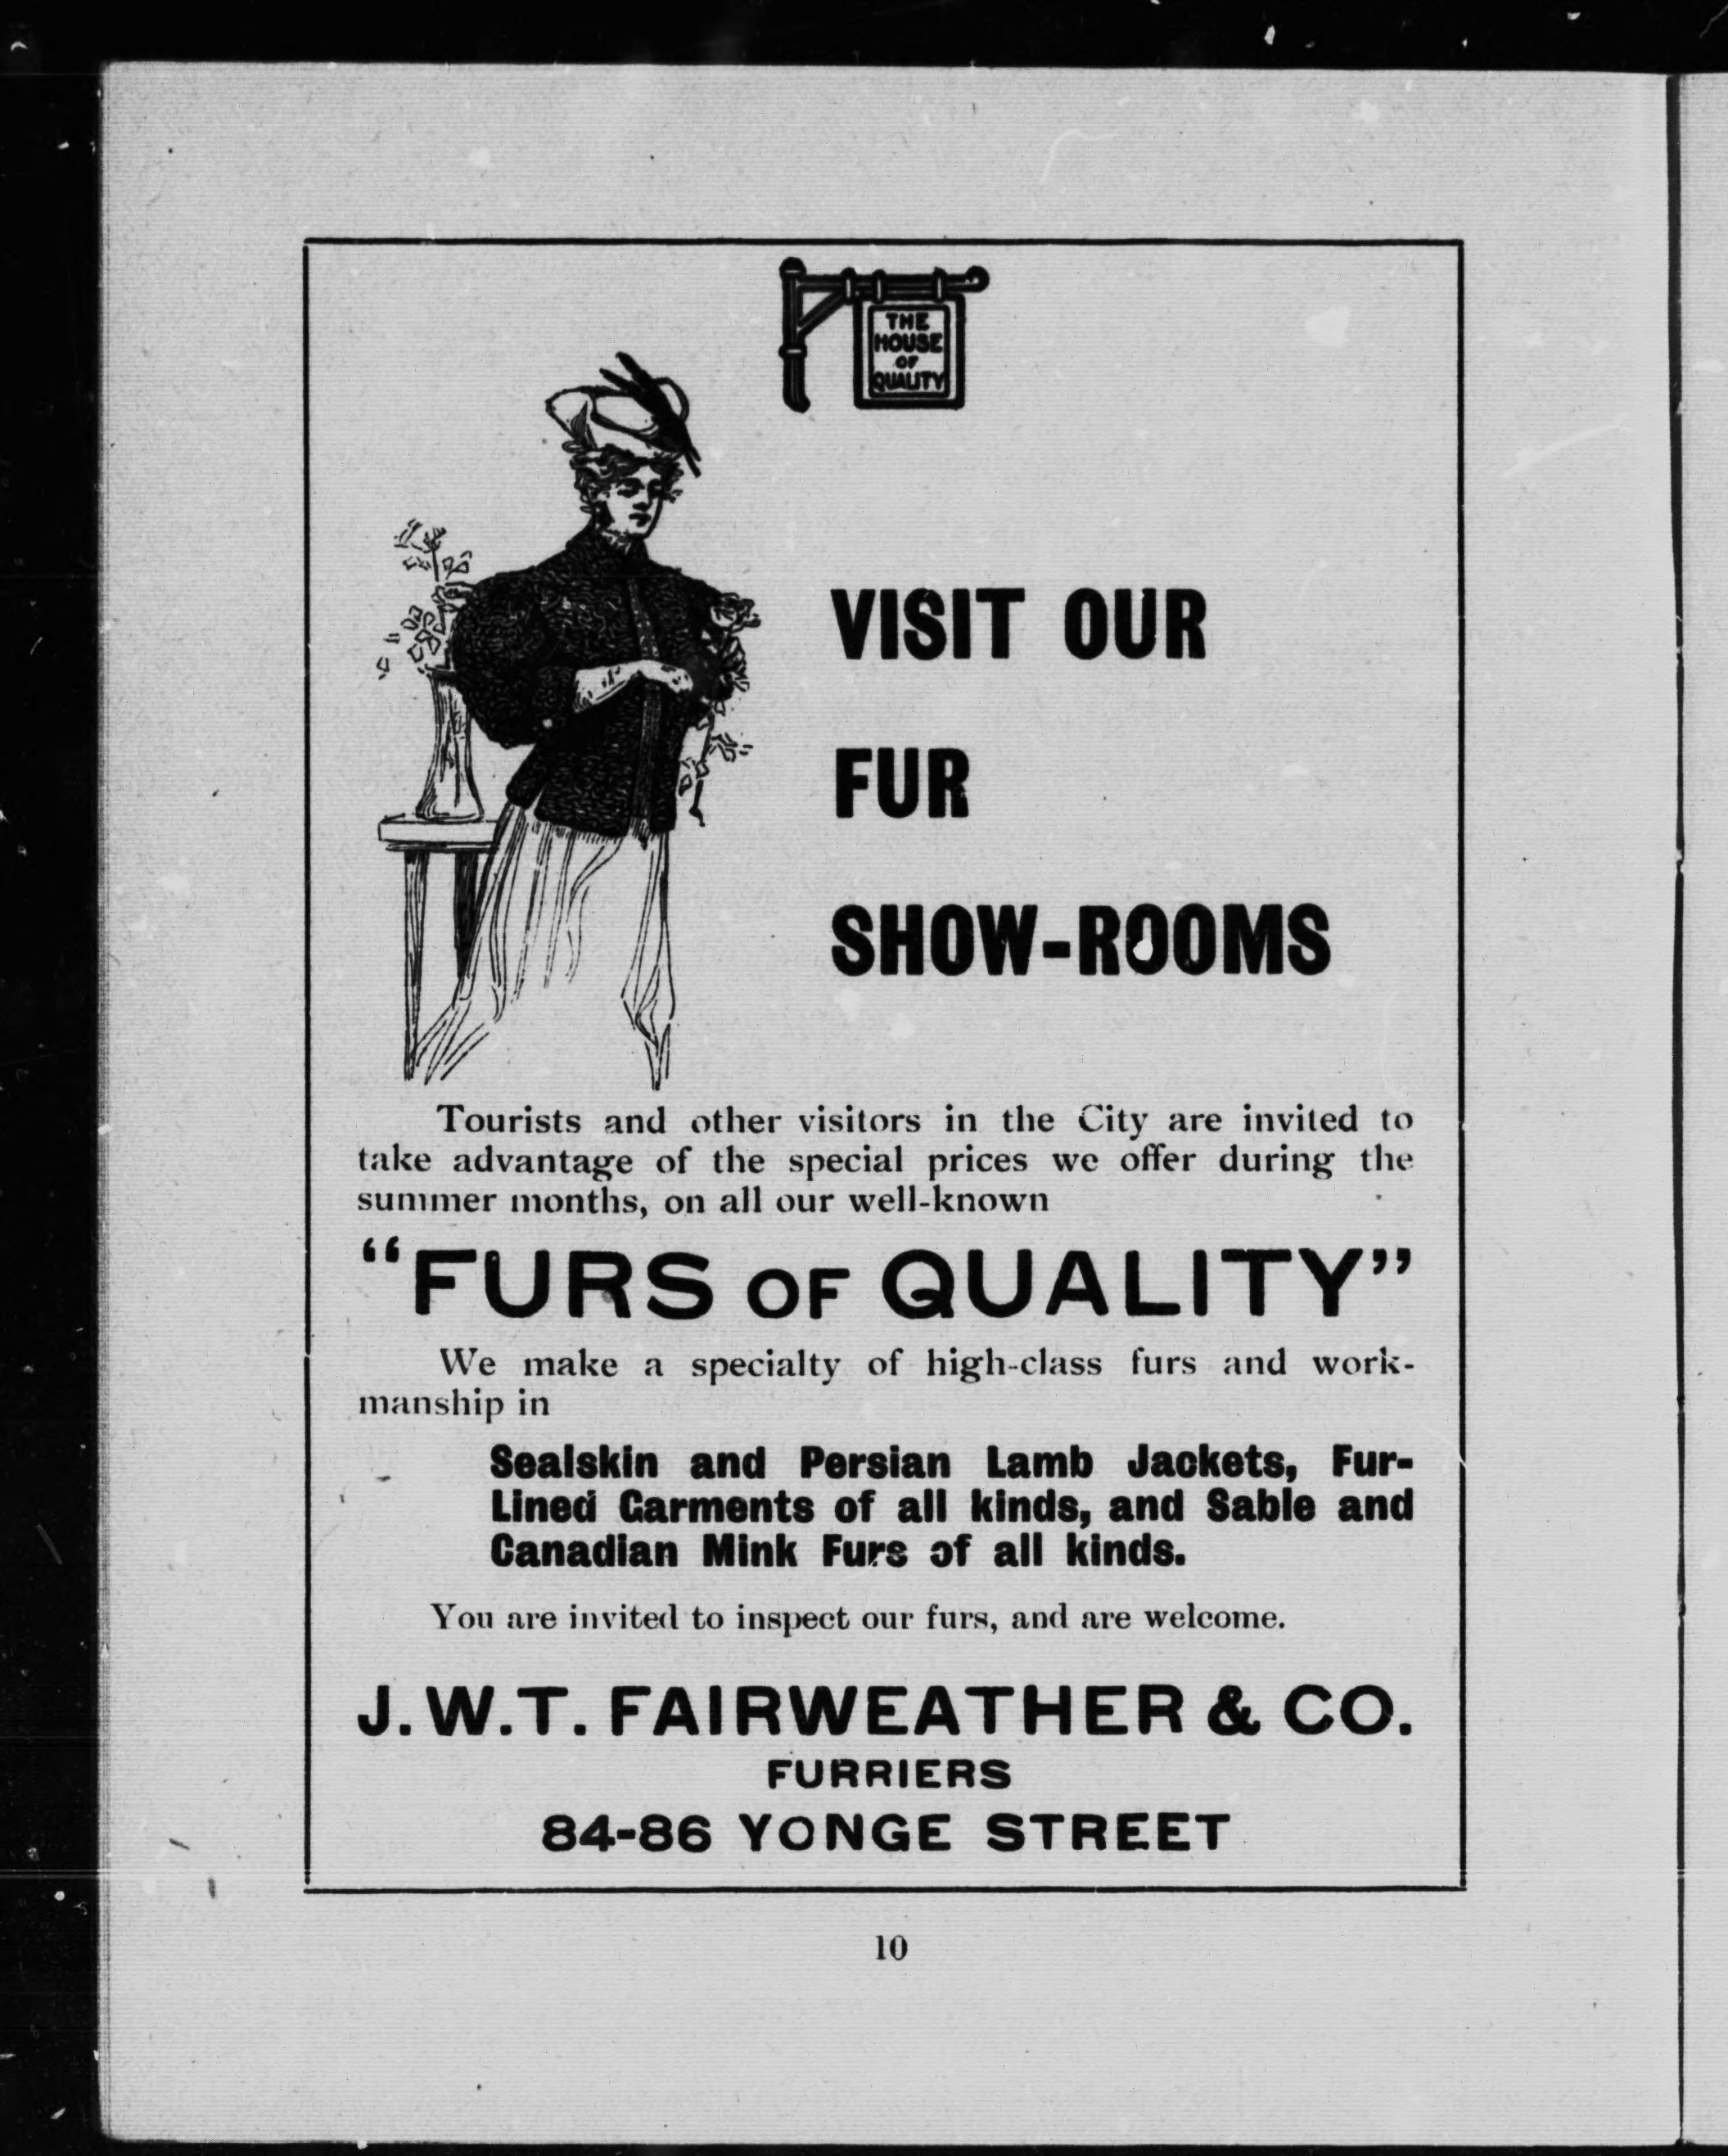 THE
HOUSE
OF
QUALITY
VISIT OUR
FUR
SHOW-ROOMS
Tourists and other visitors in the City are invited to
take advantage of the special prices we offer during the
summer months, on all our well-known
"FURS OF QUALITY"
We make a specialty of high-class furs and work-
manship in
Sealskin and Persian Lamb Jackets, Fur-
Lined Garments of all kinds, and Sable and
Canadian Mink Furs of all kinds.
You are invited to inspect our furs, and are welcome.
J. W. T. FAIRWEATHER & CO.
FURRIERS
84-86 YONGE STREET
10